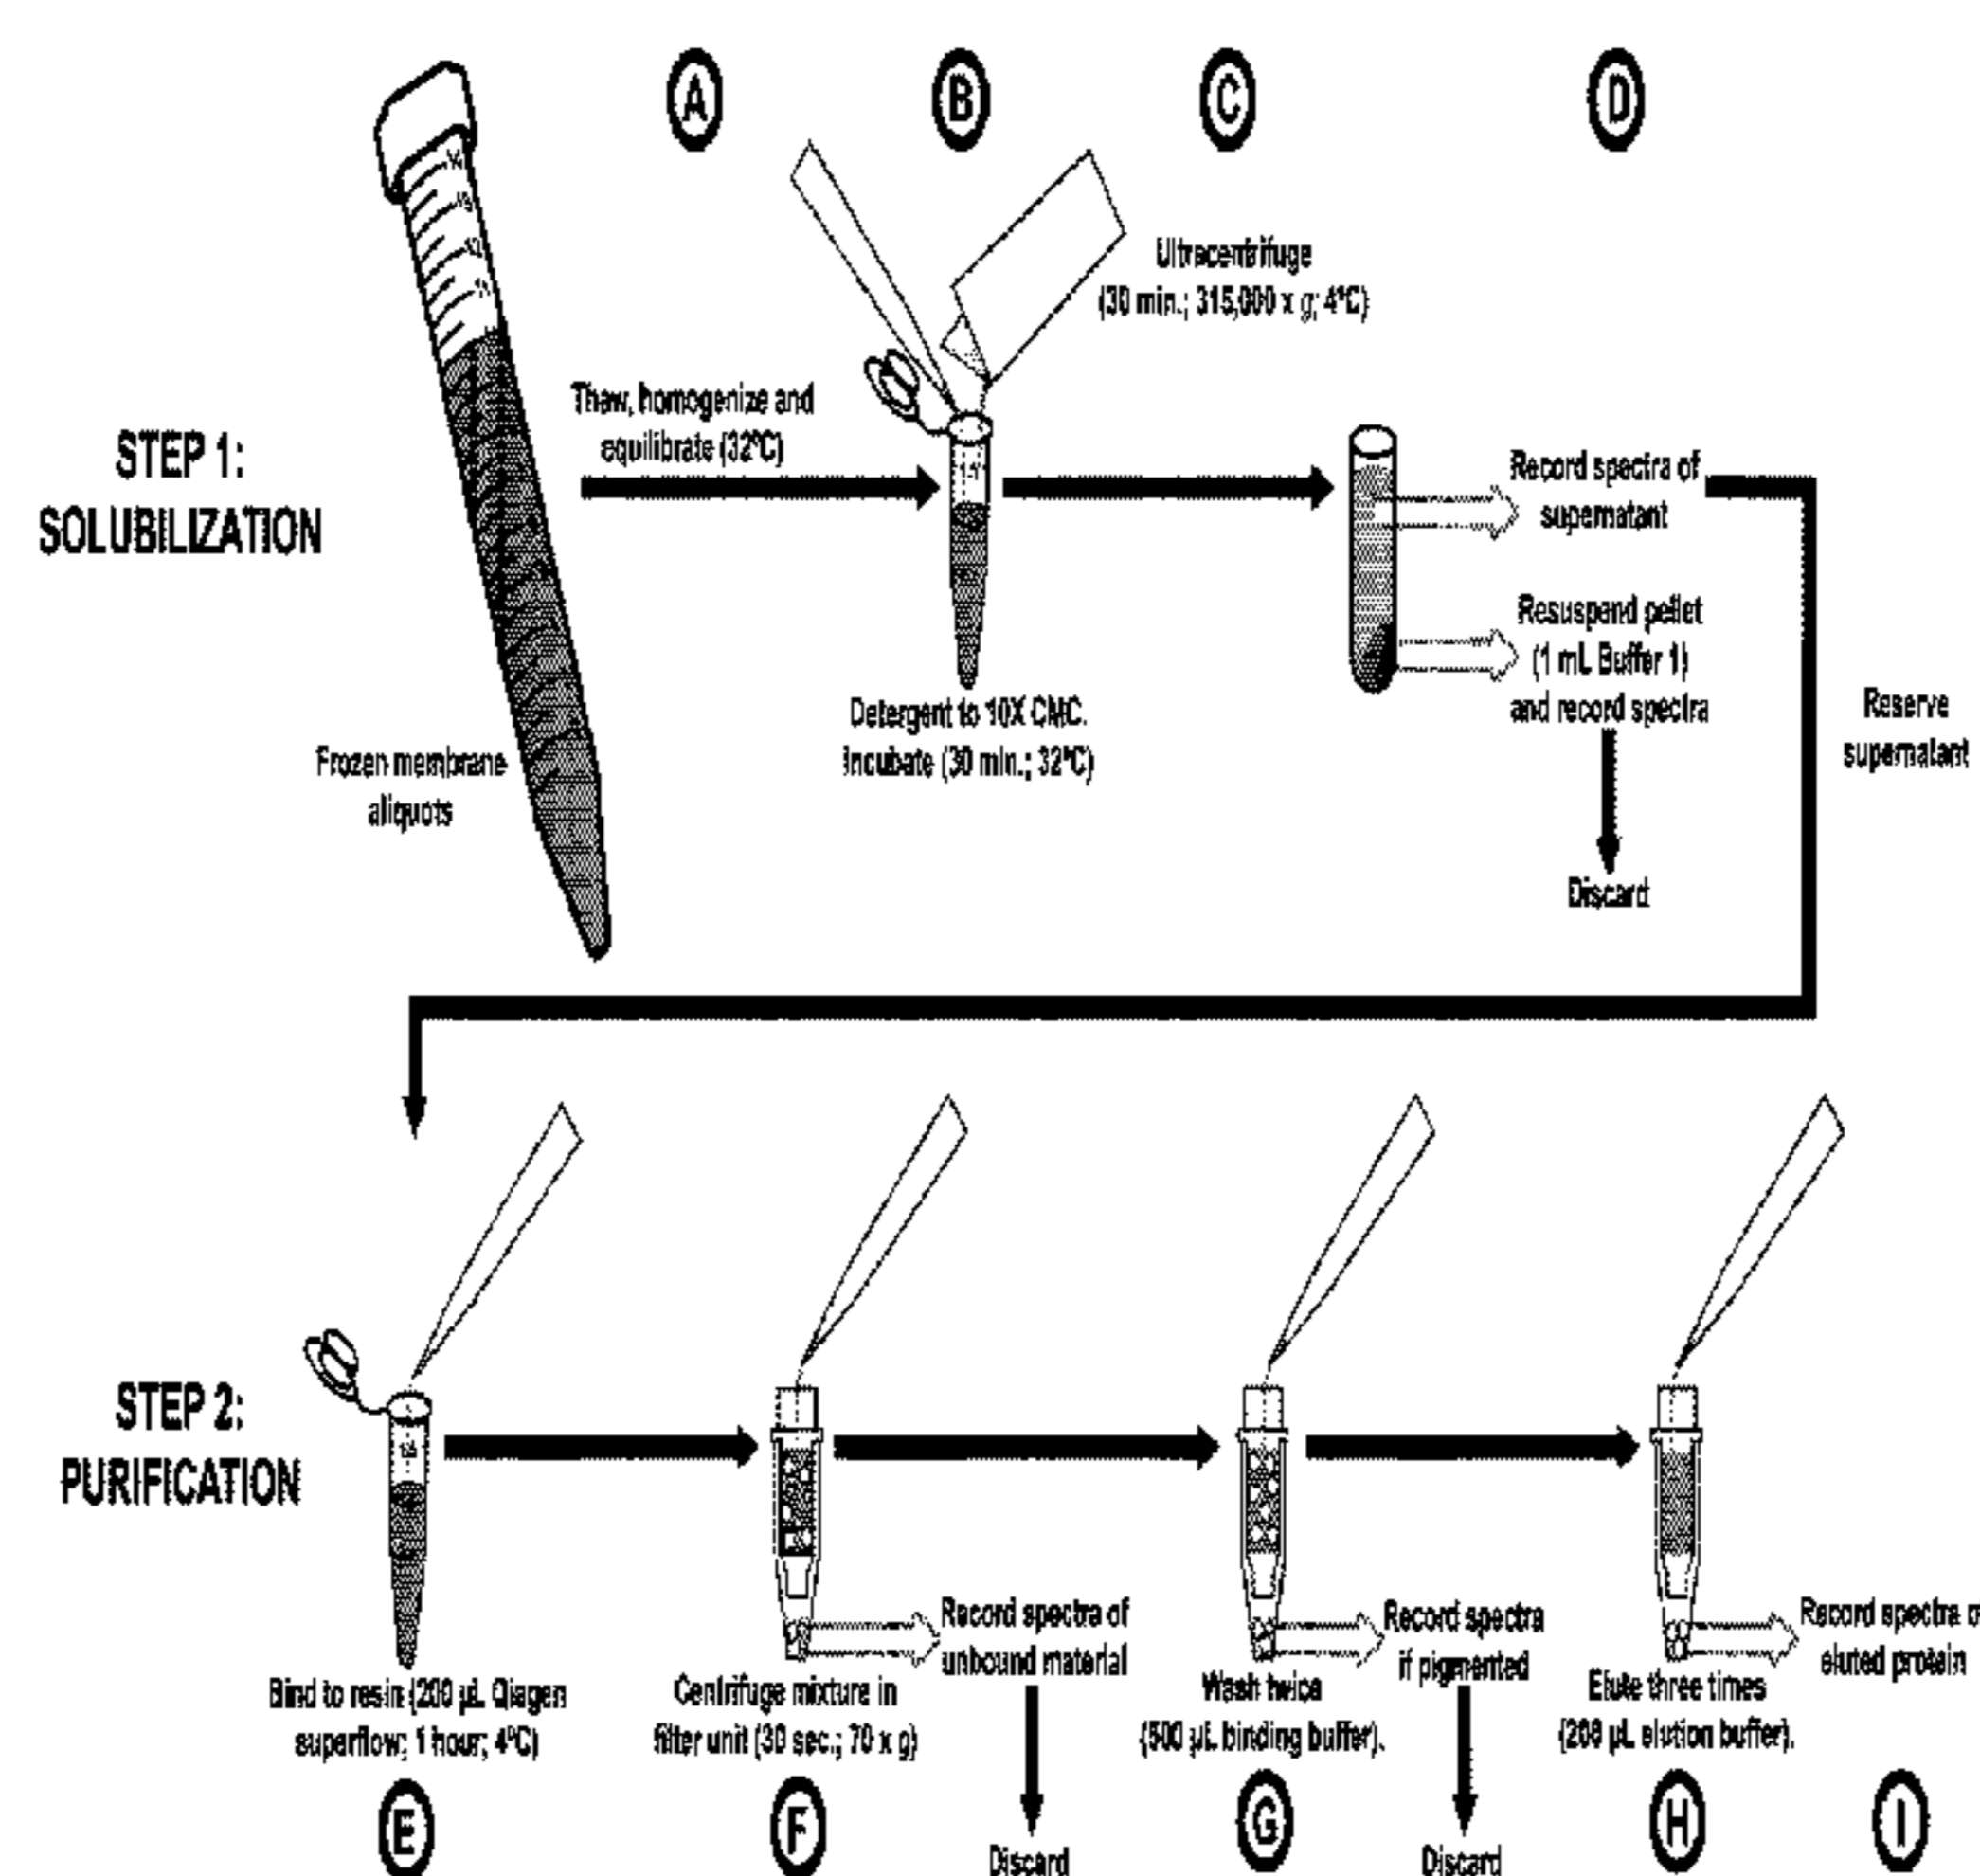 A
B
C
D
Ultracentrifuge
(30 min.; 315,000 x g; 4°C)
Thaw, homogenize and
equilibrate (32°C)
STEP 1:
SOLUBILIZATION
Record spectra of
supernatant
Resuspend pellet
(1 mL Buffer 1)
and record spectra
Reserve
supernatant
Detergent to 10X CMC.
Incubate (30 min.; 32°C)
Frozen membrane
aliquots
Discard
STEP 2:
PURIFICATION
Record spectra of
unbound material
Record spectra
if pigmented
Record spectra of
eluted protein
Bind to resin (200 µL Qiagen
superflow; 1 hour; 4°C)
Centrifuge mixture in
filter unit (30 sec.; 70 x g)
Wash twice
(500 µL binding buffer).
Elute three times
(200 µL elution buffer).
E
F
G
H
I
Discard
Discard